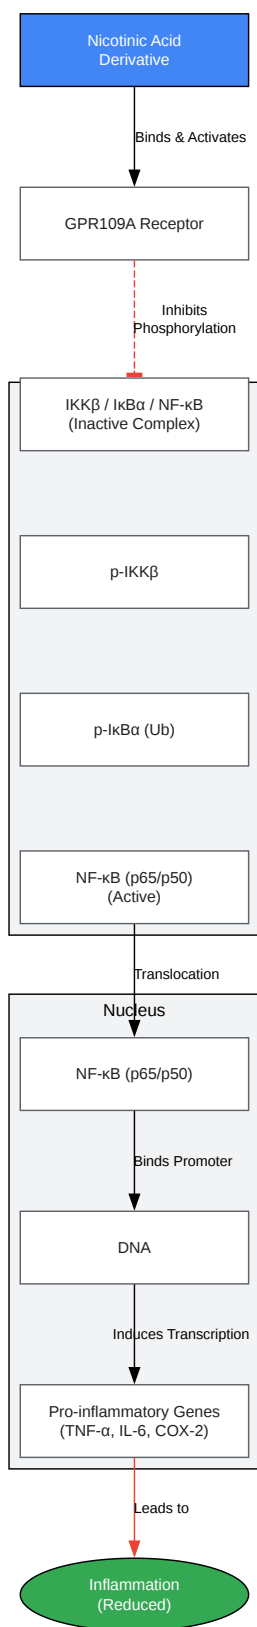 Nicotinic Acid
Derivative
Binds & Activates
GPR109A Receptor
Inhibits
Phosphorylation
IKKβ / IκBα / NF-κB
(Inactive Complex)
p-IKKβ
p-IκBα (Ub)
NF-κB (p65/p50)
(Active)
Translocation
Nucleus
NF-κB (p65/p50)
Binds Promoter
DNA
Induces Transcription
Pro-inflammatory Genes
(TNF-α, IL-6, COX-2)
Leads to
Inflammation
(Reduced)